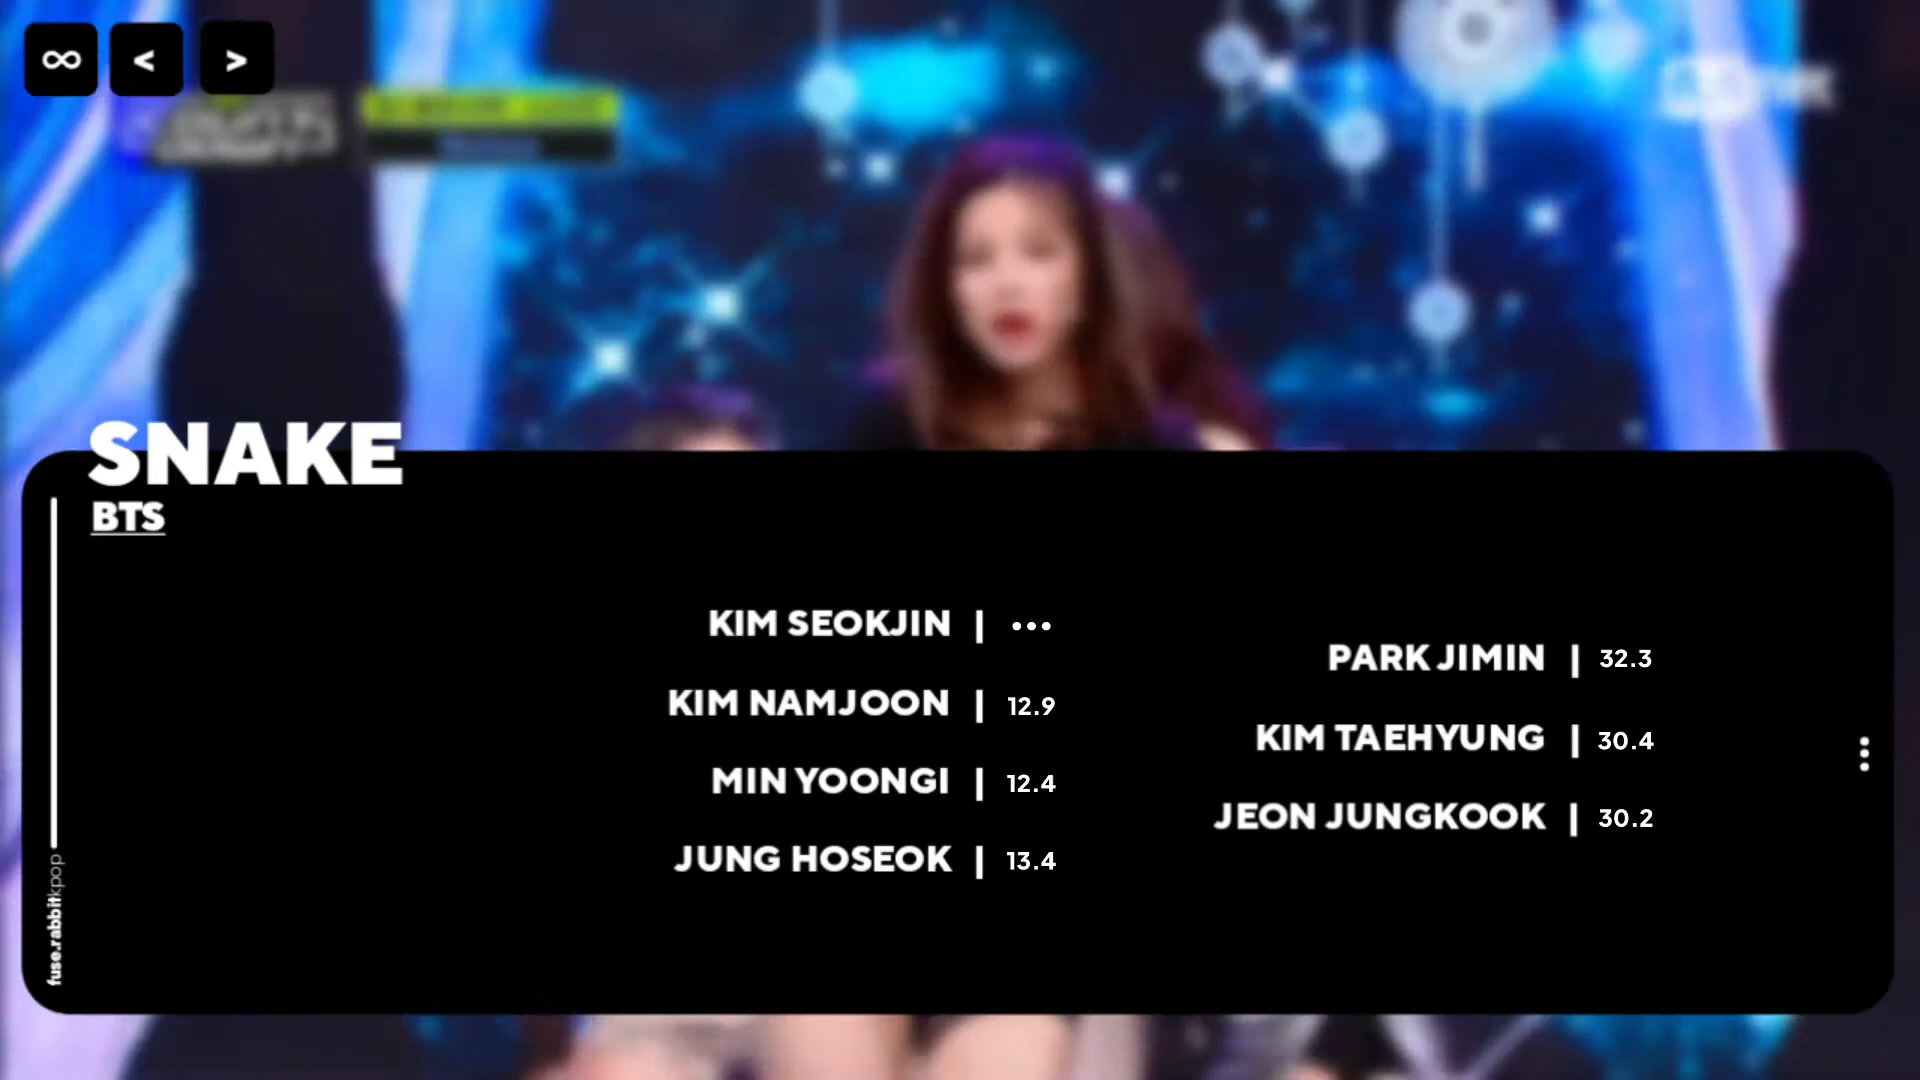 ∞ < >
SNAKE
BTS
KIM SEOKJIN | •••
KIM NAMJOON | 12.9
MIN YOONGI | 12.4
JUNG HOSEOK | 13.4
PARK JIMIN | 32.3
KIM TAEHYUNG | 30.4
JEON JUNGKOOK | 30.2
fuse.rabbitkpop